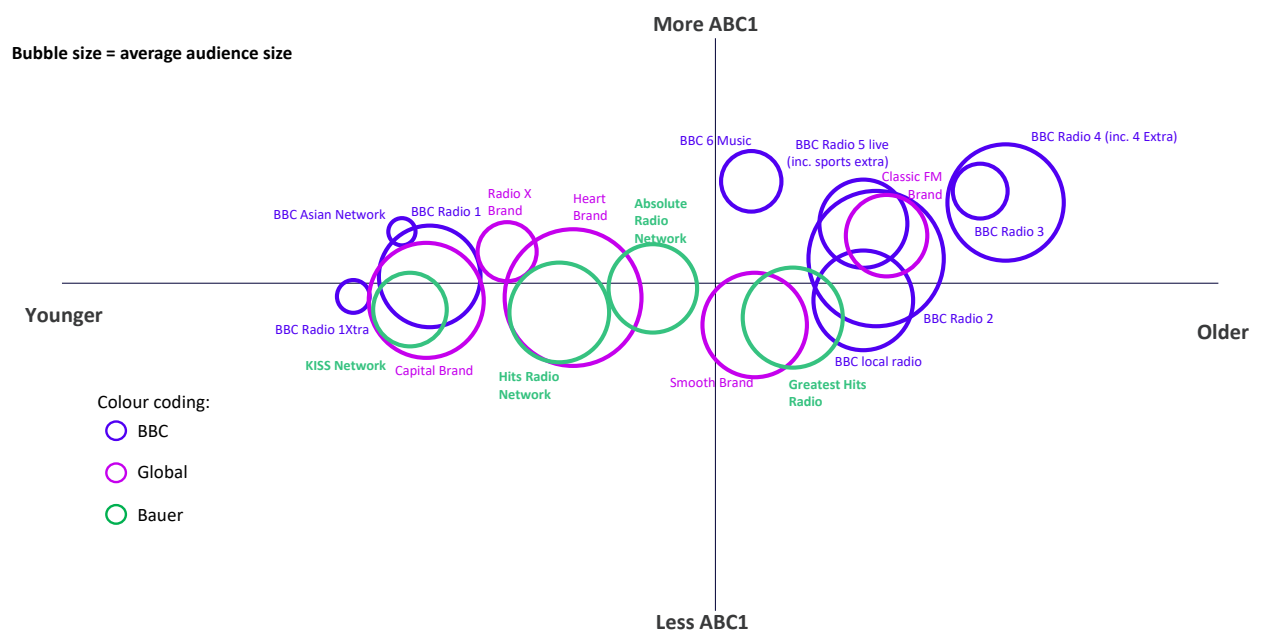 More ABC1
Bubble size = average audience size
BBC 6 Music
BBC Radio 5 live
(inc. sports extra)
BBC Radio 4 (inc. 4 Extra)
Classic FM
Brand
BBC Radio 3
BBC Asian Network
BBC Radio 1
Radio X
Brand
Heart
Brand
Absolute
Radio
Network
Younger
Older
BBC Radio 1Xtra
BBC Radio 2
KISS Network
Capital Brand
Hits Radio
Network
Smooth Brand
BBC local radio
Greatest Hits
Radio
Colour coding:
BBC
Global
Bauer
Less ABC1